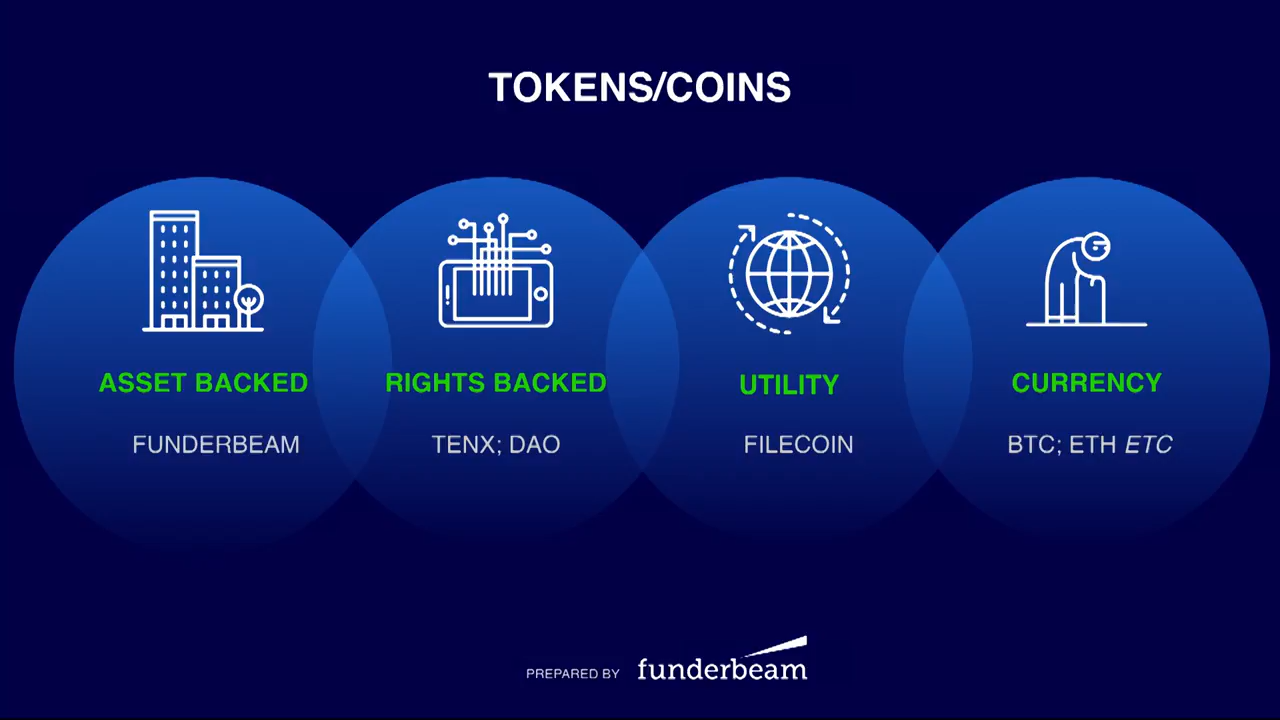 TOKENS/COINS
ASSET BACKED
FUNDERBEAM
RIGHTS BACKED
TENX; DAO
UTILITY
FILECOIN
CURRENCY
BTC; ETH ETC
PREPARED BY funderbeam